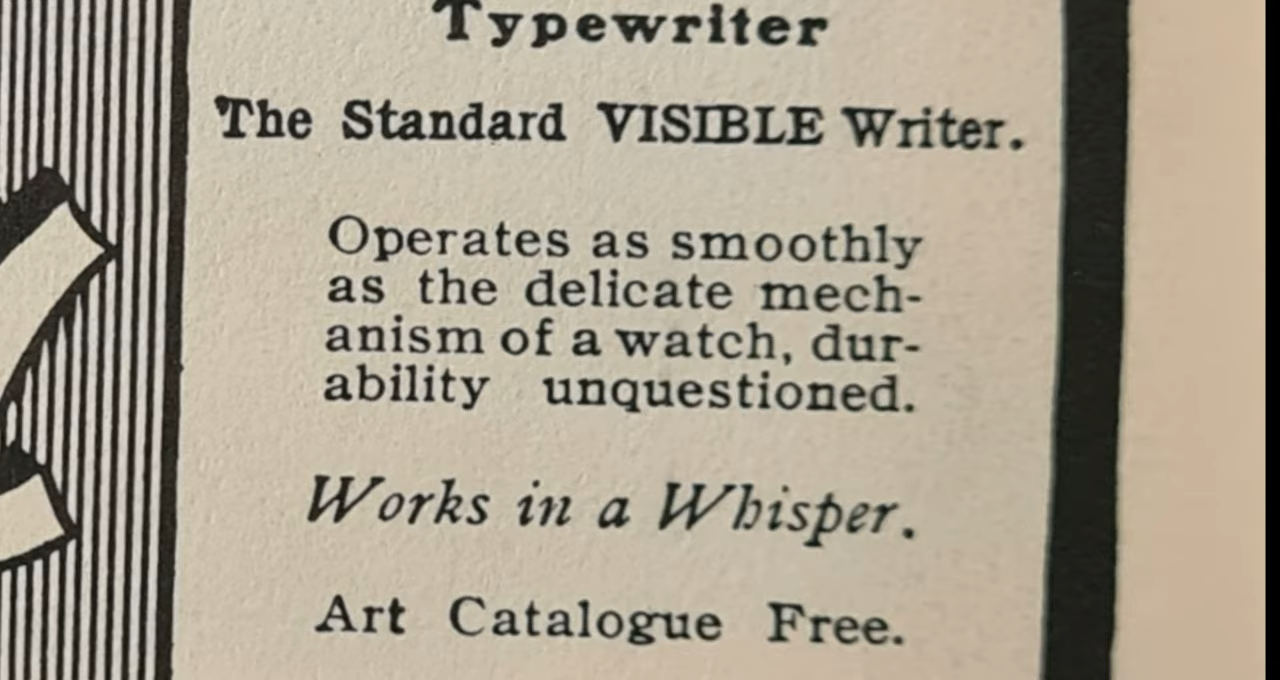 Typewriter
The Standard VISIBLE Writer.
Operates as smoothly
as the delicate mech-
anism of a watch, dur-
ability unquestioned.
Works in a Whisper.
Art Catalogue Free.